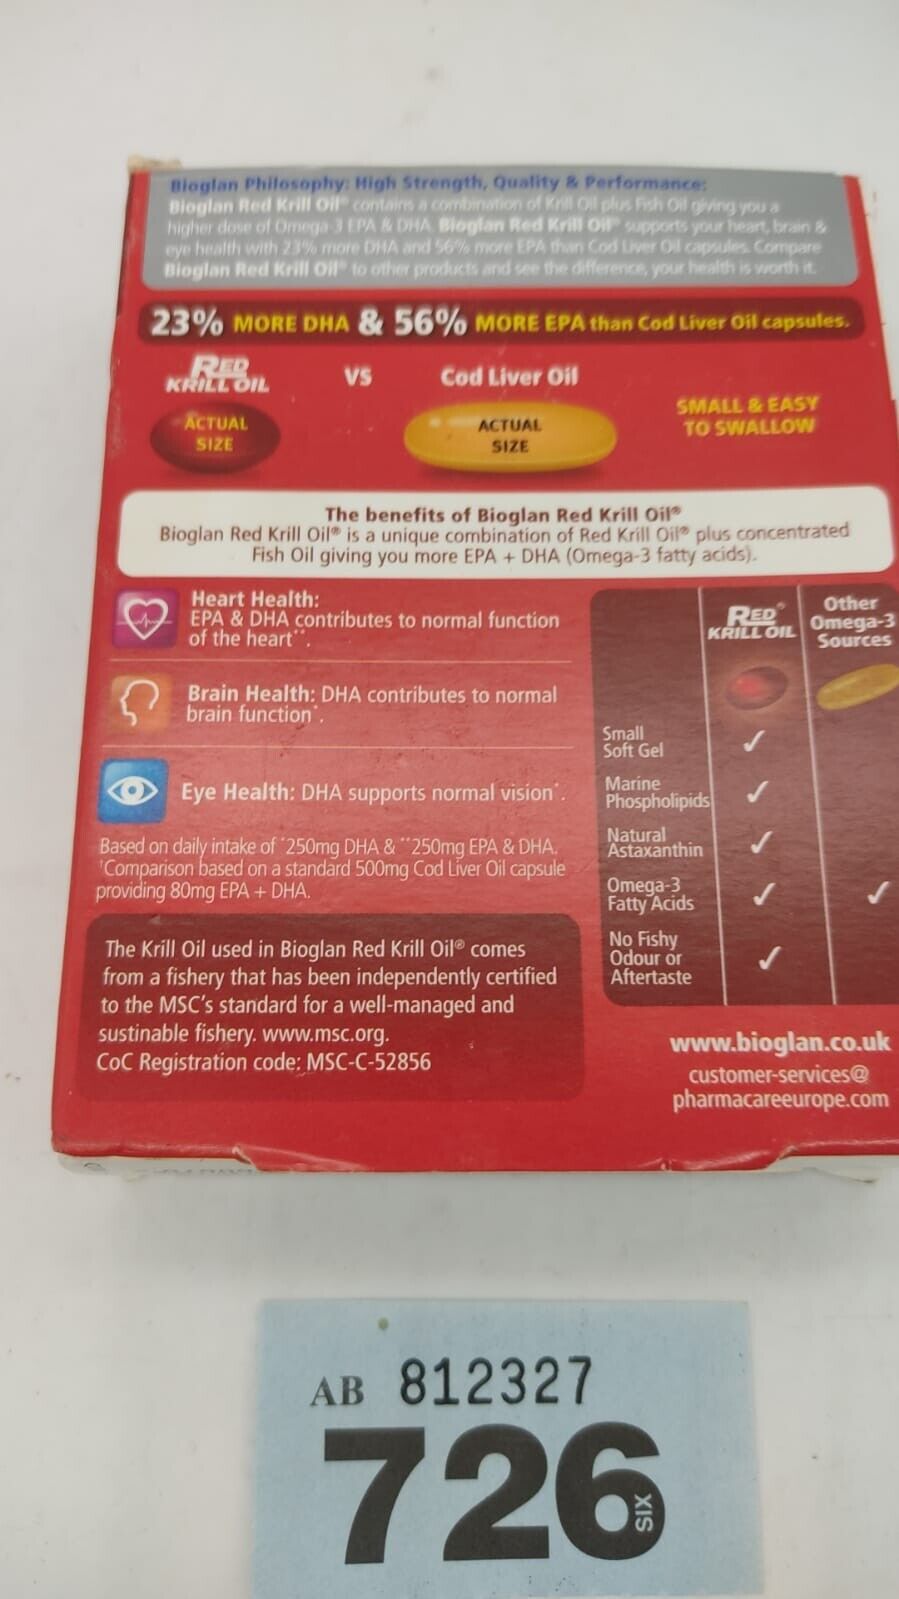 Bioglan Philosophy: High Strength, Quality & Performance:
Bioglan Red Krill Oil® contains a combination of Krill Oil plus Fish Oil giving you a
higher dose of Omega-3 EPA & DHA. Bioglan Red Krill Oil® supports your heart, brain &
eye health with 23% more DHA and 56% more EPA than Cod Liver Oil capsules. Compare
Bioglan Red Krill Oil® to other products and see the difference, your health is worth it.
23% MORE DHA & 56% MORE EPA than Cod Liver Oil capsules.
RED
KRILL OIL
VS
Cod Liver Oil
ACTUAL
SIZE
ACTUAL
SIZE
SMALL & EASY
TO SWALLOW
The benefits of Bioglan Red Krill Oil®
Bioglan Red Krill Oil® is a unique combination of Red Krill Oil® plus concentrated
Fish Oil giving you more EPA + DHA (Omega-3 fatty acids).
Heart Health:
EPA & DHA contributes to normal function
of the heart**.
Brain Health: DHA contributes to normal
brain function*.
Eye Health: DHA supports normal vision*.
Based on daily intake of *250mg DHA & **250mg EPA & DHA.
†Comparison based on a standard 500mg Cod Liver Oil capsule
providing 80mg EPA + DHA.
The Krill Oil used in Bioglan Red Krill Oil® comes
from a fishery that has been independently certified
to the MSC's standard for a well-managed and
sustinable fishery. www.msc.org.
CoC Registration code: MSC-C-52856
RED®
KRILL OIL
Other
Omega-3
Sources
Small
Soft Gel
✓
Marine
Phospholipids
✓
Natural
Astaxanthin
✓
Omega-3
Fatty Acids
✓ ✓
No Fishy
Odour or
Aftertaste
✓
www.bioglan.co.uk
customer-services@
pharmacareeurope.com
AB 812327
726
SIX